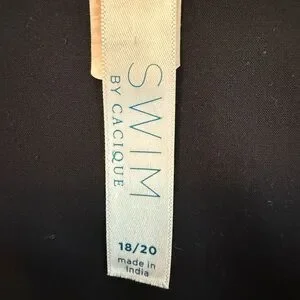 SWIM
BY CACIQUE
18/20
made in
India